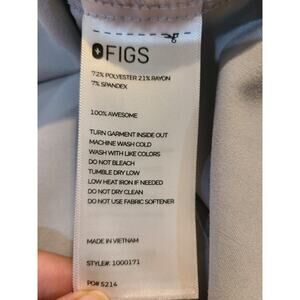 FIGS
72% POLYESTER 21% RAYON
7% SPANDEX
100% AWESOME
TURN GARMENT INSIDE OUT
MACHINE WASH COLD
WASH WITH LIKE COLORS
DO NOT BLEACH
TUMBLE DRY LOW
LOW HEAT IRON IF NEEDED
DO NOT DRY CLEAN
DO NOT USE FABRIC SOFTENER
MADE IN VIETNAM
STYLE#: 1000171
PO# 5214